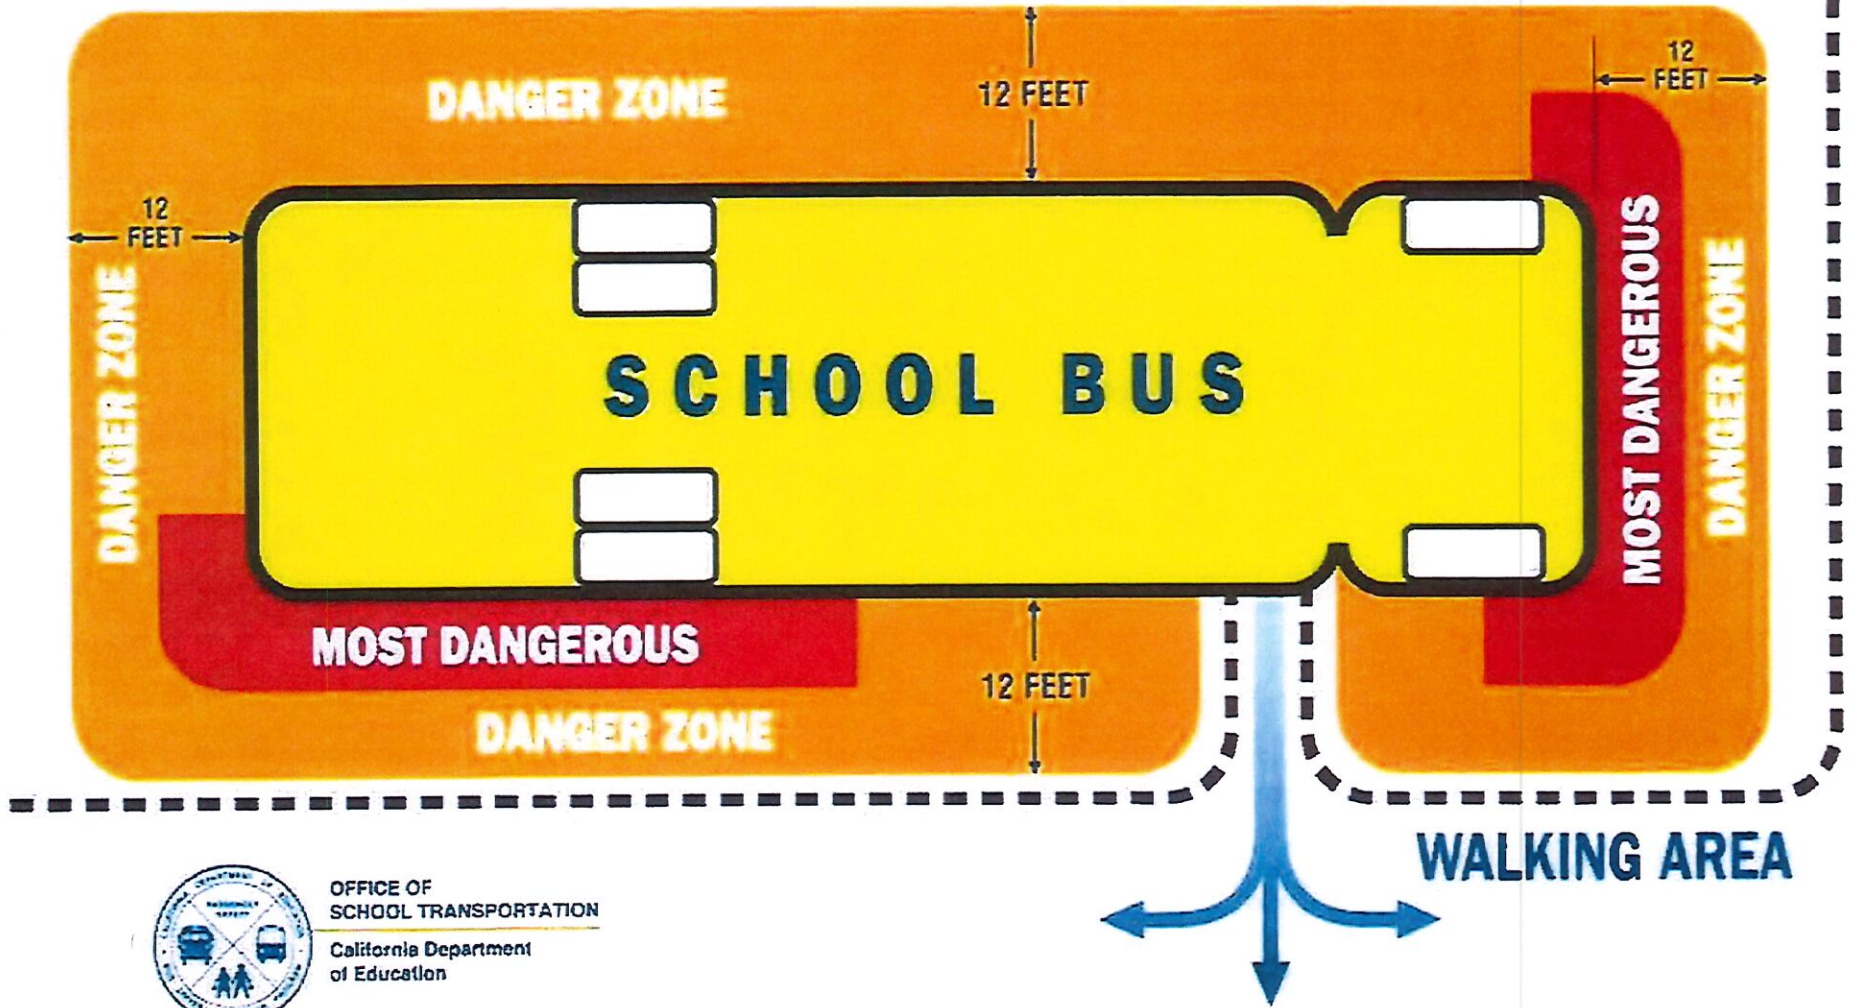 12 FEET
DANGER ZONE
12
FEET
12
FEET
DANGER ZONE
SCHOOL BUS
MOST DANGEROUS
DANGER ZONE
MOST DANGEROUS
12 FEET
DANGER ZONE
WALKING AREA
OFFICE OF
SCHOOL TRANSPORTATION
California Department
of Education